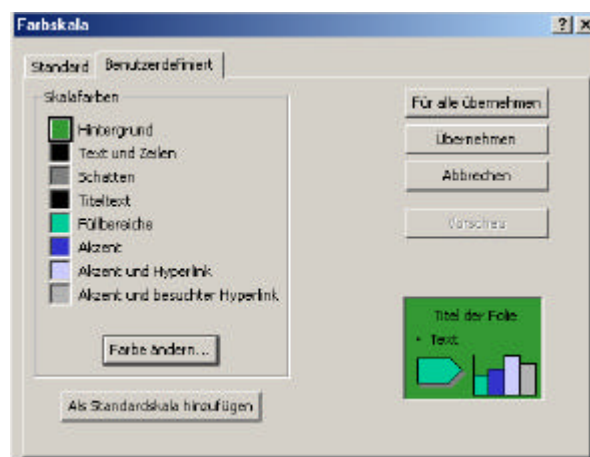 Farbskala
Standard Benutzerdefiniert
Skalafarben
Hintergrund
Text und Zeilen
Schatten
Titeltext
Füllbereiche
Akzent
Akzent und Hyperlink
Akzent und besuchter Hyperlink
Farbe ändern...
Als Standardskala hinzufügen
Für alle übernehmen
Übernehmen
Abbrechen
Vorschau
Titel der Folie
• Text